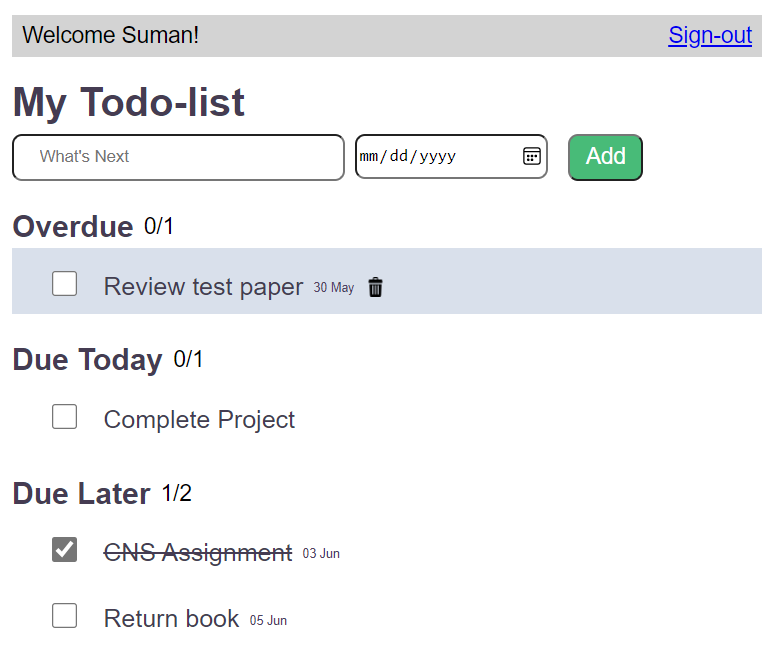 Welcome Suman! Sign-out
My Todo-list
What's Next mm/dd/yyyy Add
Overdue 0/1
Review test paper 30 May
Due Today 0/1
Complete Project
Due Later 1/2
CNS Assignment 03 Jun
Return book 05 Jun